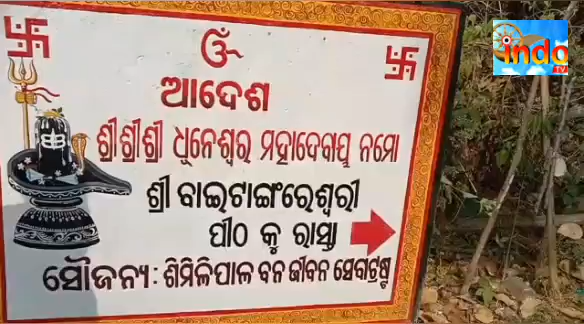 ଓଁ
ଆଦେଶ
ଶ୍ରୀଶ୍ରୀଶ୍ରୀ ଧୂନେଶ୍ୱର ମହାଦେବାୟ ନମୋ
ଶ୍ରୀ ବାଇଟାଙ୍ଗରେଶ୍ୱରୀ
ପୀଠ କୁ ରାସ୍ତା
ସୌଜନ୍ୟ: ଶିମିଳିପାଳ ବନ ଜୀବନ ସେବାଟ୍ରଷ୍ଟ
indo